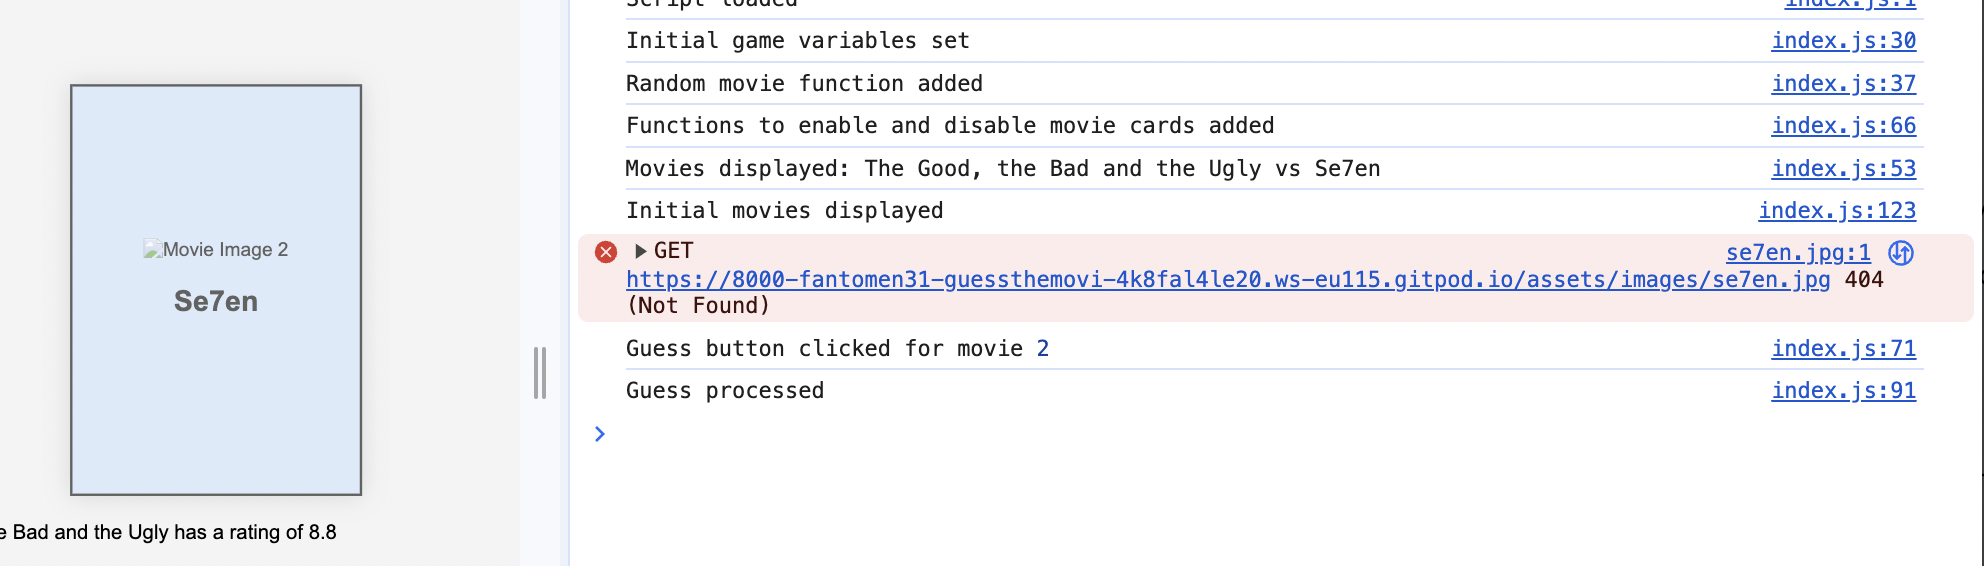 Movie Image 2
Se7en
e Bad and the Ugly has a rating of 8.8
Script loaded index.js:1
Initial game variables set index.js:30
Random movie function added index.js:37
Functions to enable and disable movie cards added index.js:66
Movies displayed: The Good, the Bad and the Ugly vs Se7en index.js:53
Initial movies displayed index.js:123
GET se7en.jpg:1
https://8000-fantomen31-guessthemovi-4k8fal4le20.ws-eu115.gitpod.io/assets/images/se7en.jpg 404
(Not Found)
Guess button clicked for movie 2 index.js:71
Guess processed index.js:91